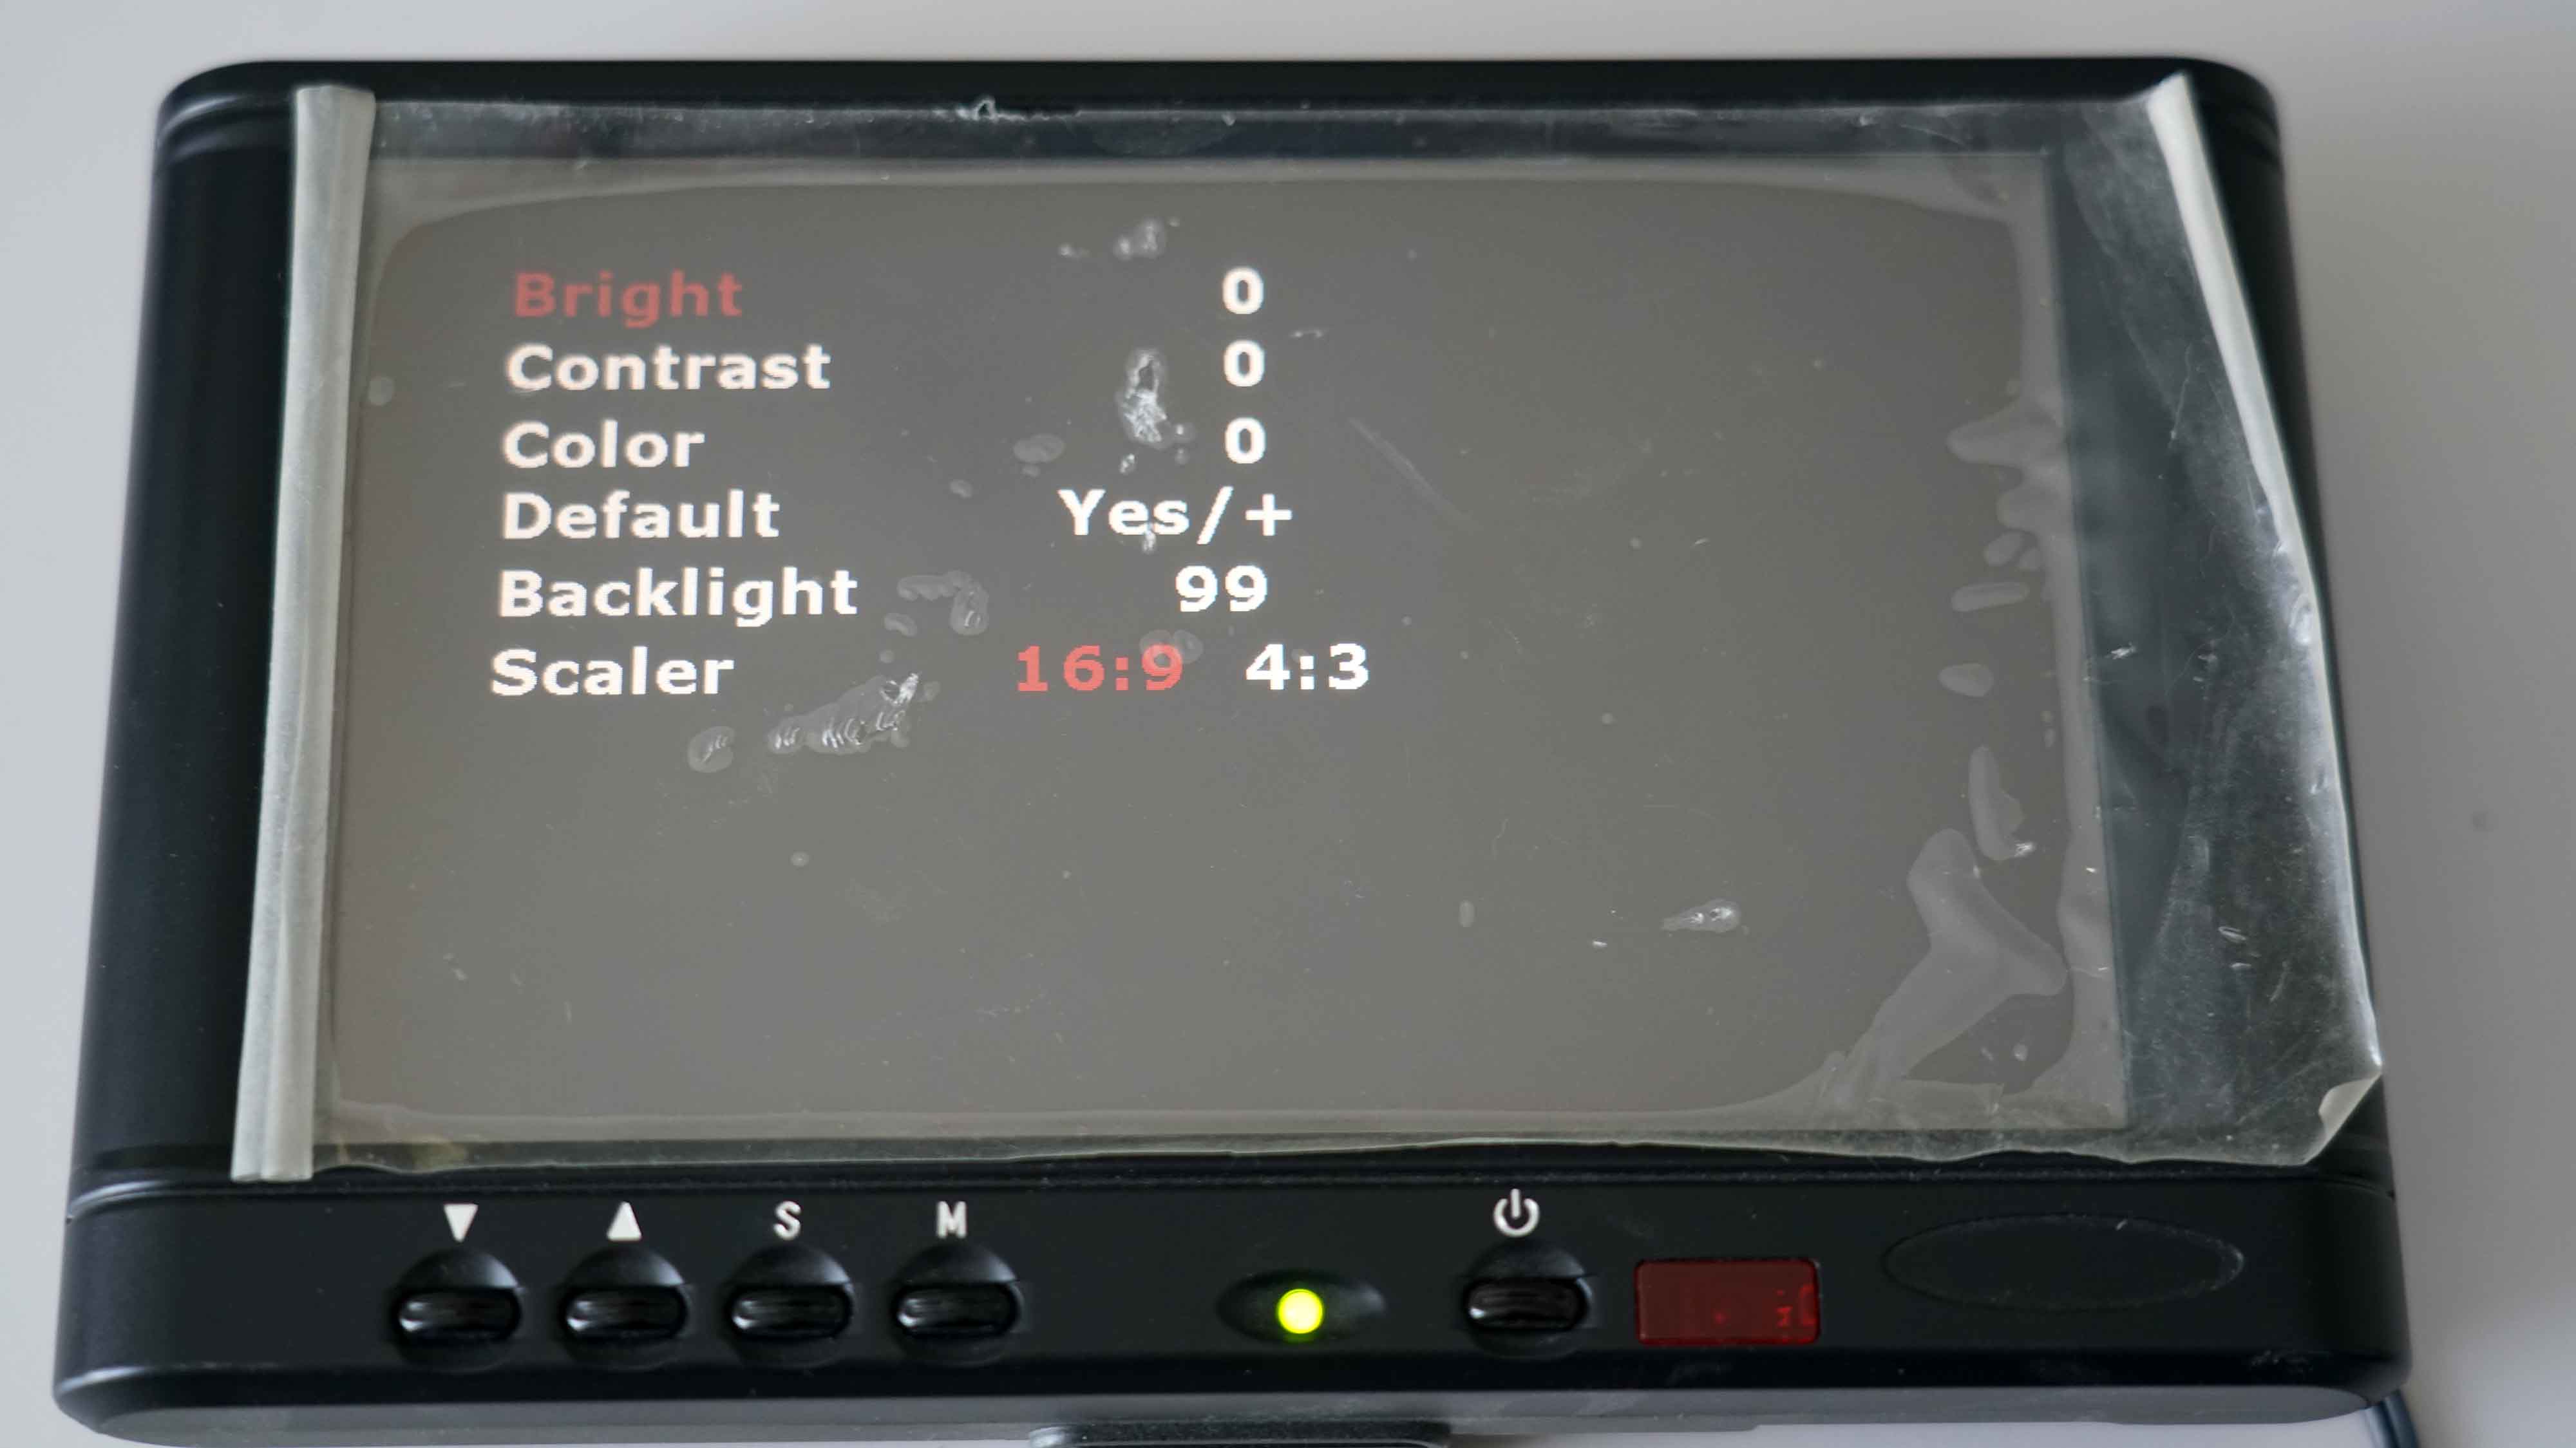 Bright 0
Contrast 0
Color 0
Default Yes/+
Backlight 99
Scaler 16:9 4:3
▼ ▲ S M